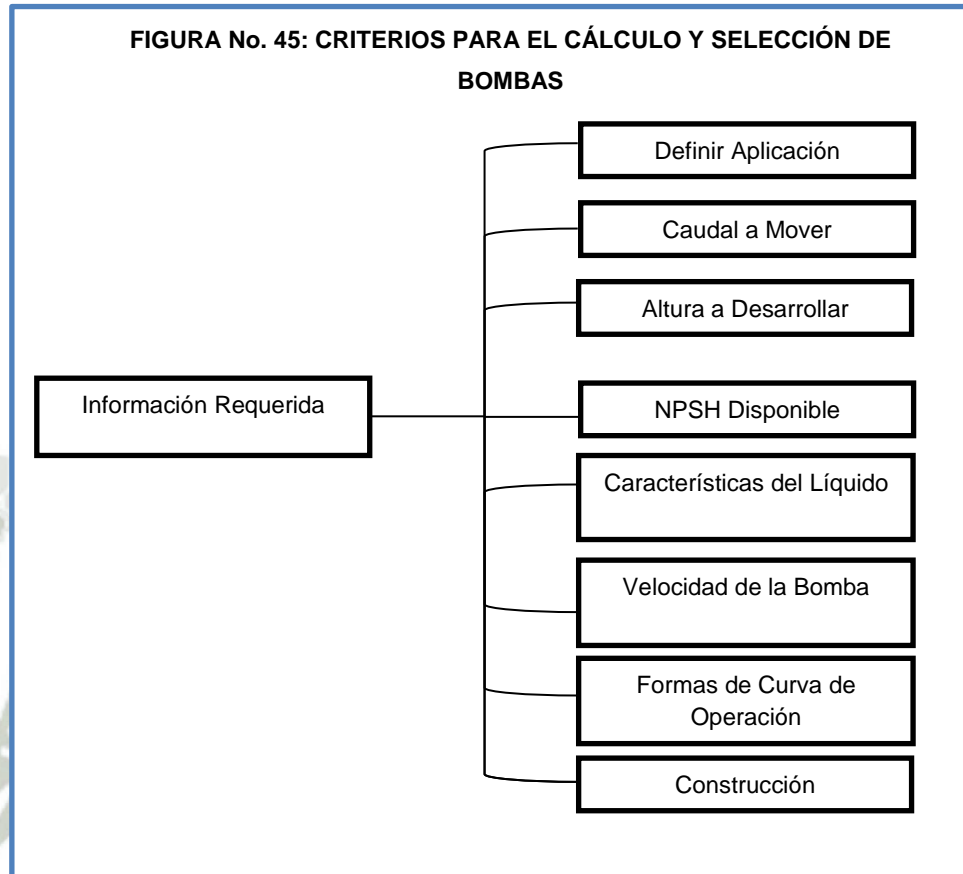 FIGURA No. 45: CRITERIOS PARA EL CÁLCULO Y SELECCIÓN DE
BOMBAS
Definir Aplicación
Caudal a Mover
Altura a Desarrollar
Información Requerida
NPSH Disponible
Características del Líquido
Velocidad de la Bomba
Formas de Curva de
Operación
Construcción